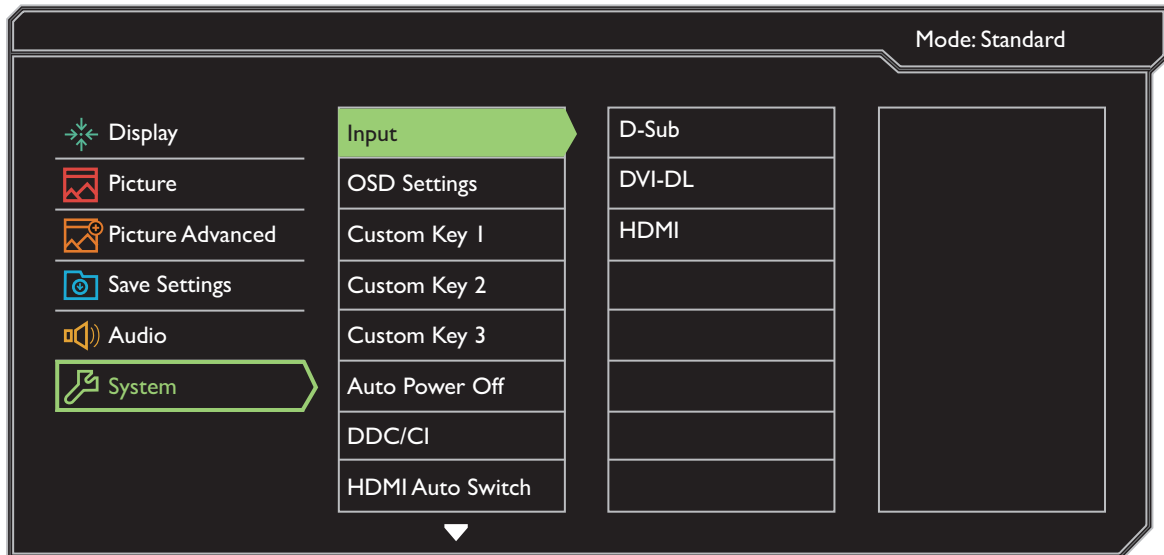 Mode: Standard
Display
Picture
Picture Advanced
Save Settings
Audio
System
Input
OSD Settings
Custom Key 1
Custom Key 2
Custom Key 3
Auto Power Off
DDC/CI
HDMI Auto Switch
D-Sub
DVI-DL
HDMI